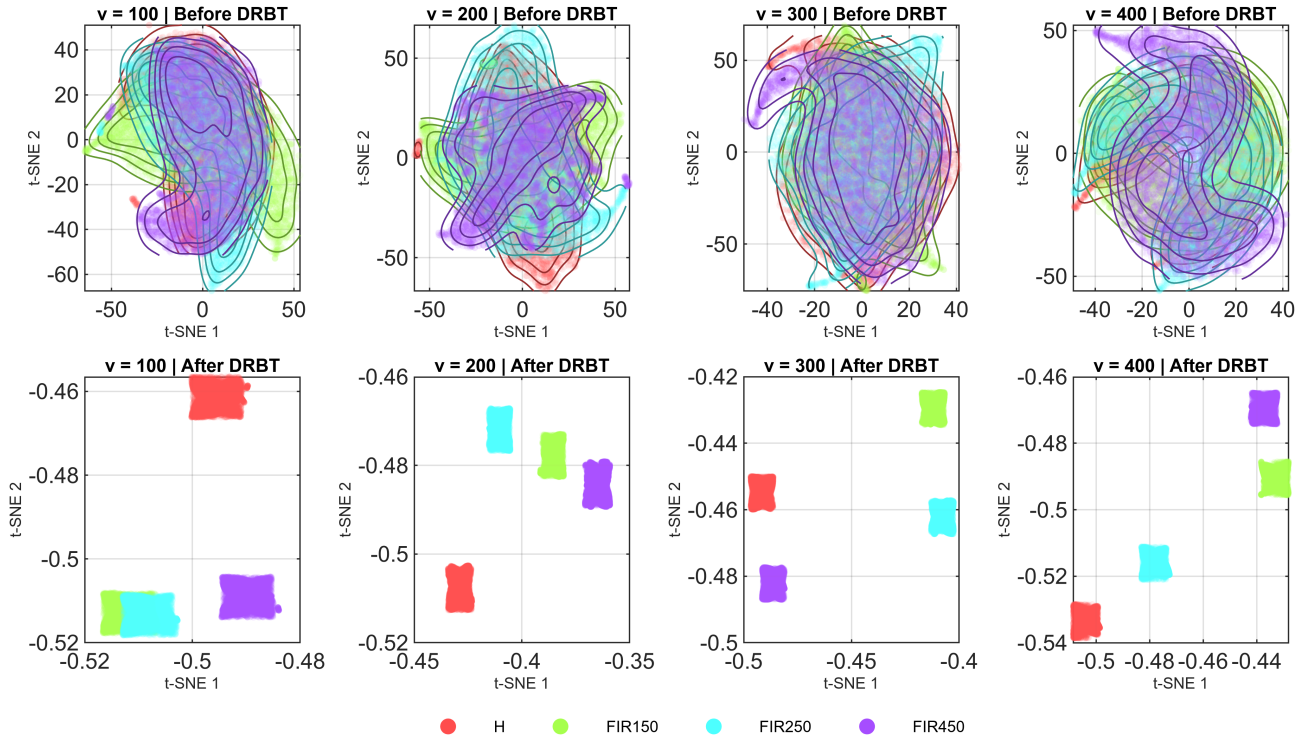 v = 100 | Before DRBT
v = 200 | Before DRBT
v = 300 | Before DRBT
v = 400 | Before DRBT
t-SNE 2
40
20
0
-20
-40
-60
-50
0
50
t-SNE 1
t-SNE 2
50
0
-50
-50
0
50
t-SNE 1
t-SNE 2
50
0
-50
-40
-20
0
20
40
t-SNE 1
t-SNE 2
50
0
-50
-40
-20
0
20
40
t-SNE 1
v = 100 | After DRBT
v = 200 | After DRBT
v = 300 | After DRBT
v = 400 | After DRBT
t-SNE 2
-0.46
-0.48
-0.5
-0.52
-0.52
-0.5
-0.48
t-SNE 1
t-SNE 2
-0.46
-0.48
-0.5
-0.52
-0.45
-0.4
-0.35
t-SNE 1
t-SNE 2
-0.42
-0.44
-0.46
-0.48
-0.5
-0.5
-0.45
-0.4
t-SNE 1
t-SNE 2
-0.46
-0.48
-0.5
-0.52
-0.54
-0.5
-0.48
-0.46
-0.44
t-SNE 1
H
FIR150
FIR250
FIR450